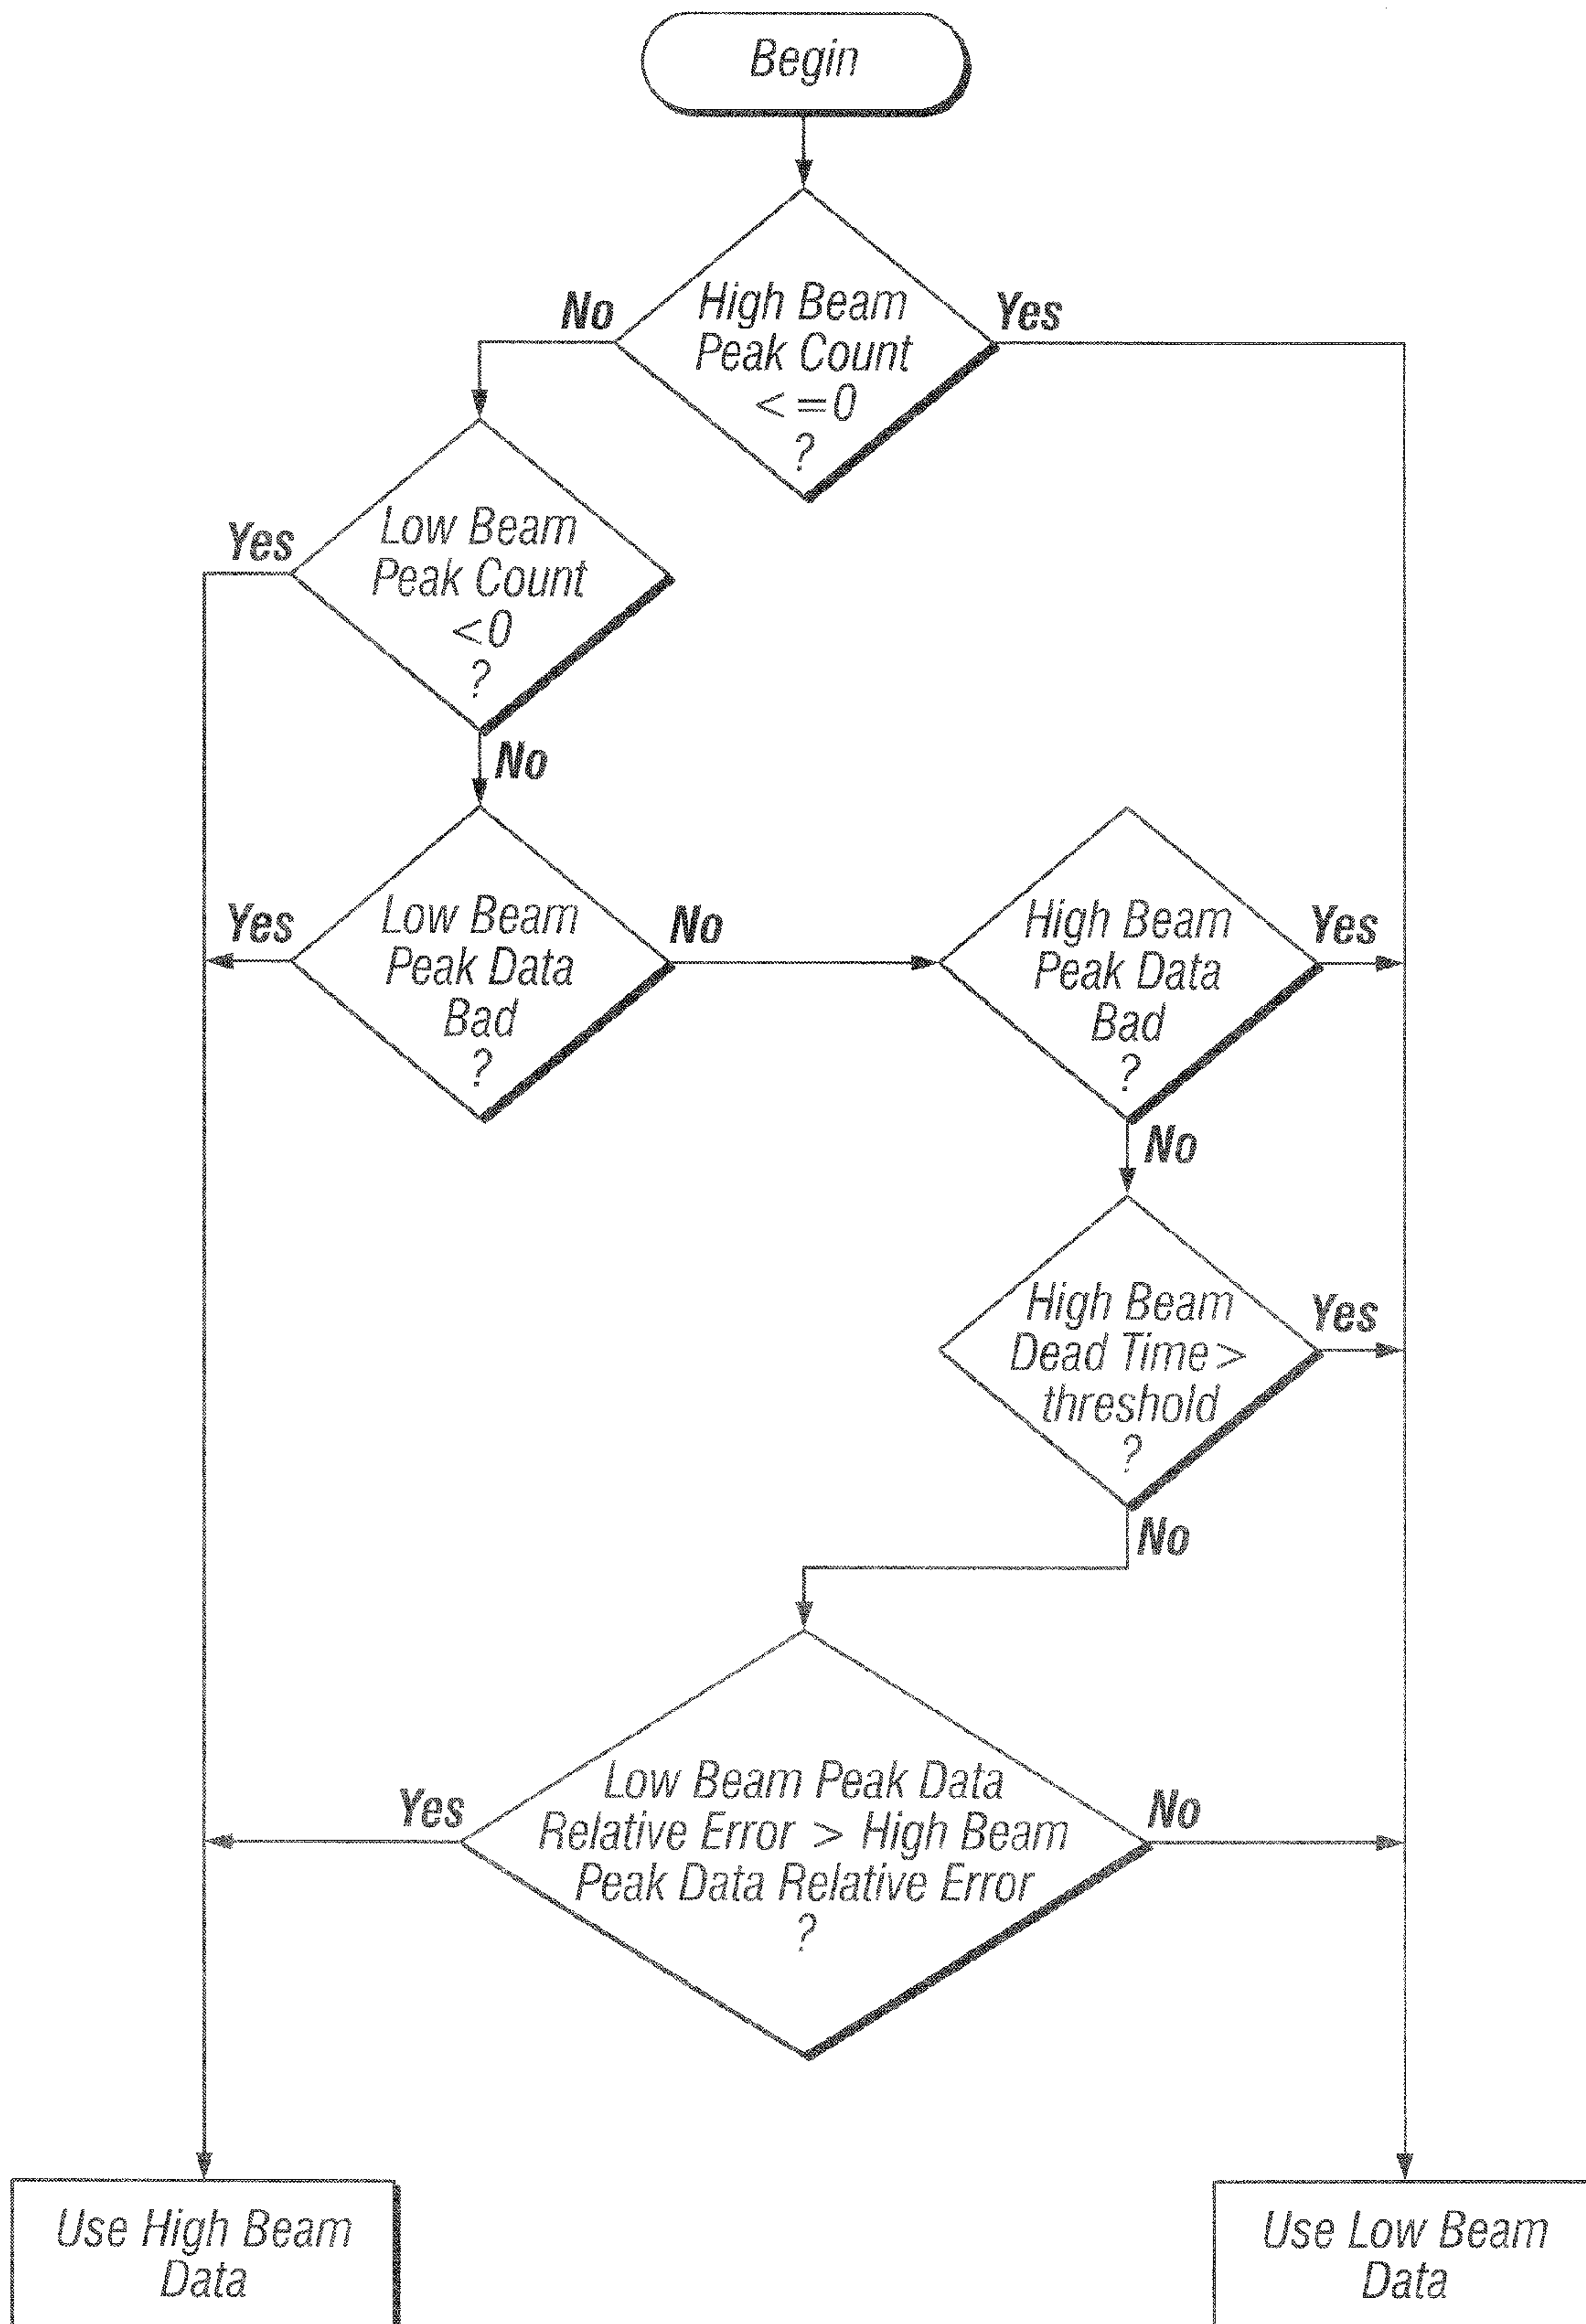 Begin
No
High Beam
Peak Count
<=0
?
Yes
Yes
Low Beam
Peak Count
<0
?
No
Yes
Low Beam
Peak Data
Bad
?
No
High Beam
Peak Data
Bad
?
Yes
No
High Beam
Dead Time>
threshold
?
Yes
No
Yes
Low Beam Peak Data
Relative Error > High Beam
Peak Data Relative Error
?
No
Use High Beam
Data
Use Low Beam
Data